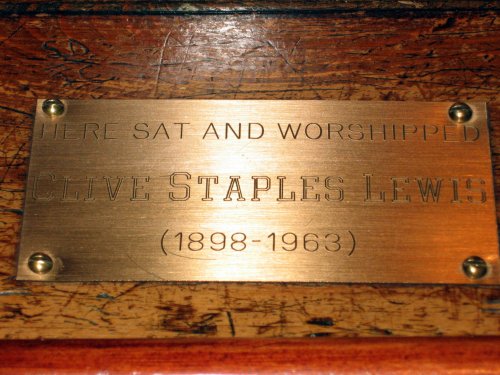 HERE SAT AND WORSHIPPED
CLIVE STAPLES LEWIS
(1898-1963)